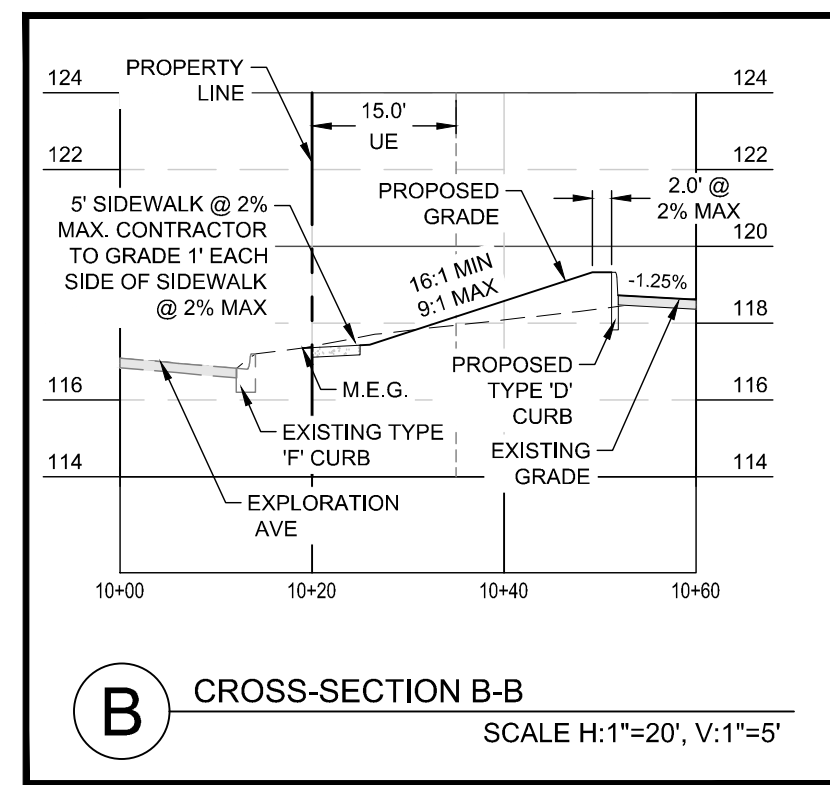 PROPERTY
LINE
124
124
15.0'
UE
122
122
5' SIDEWALK @ 2%
MAX. CONTRACTOR
TO GRADE 1' EACH
SIDE OF SIDEWALK
@ 2% MAX
PROPOSED
GRADE
2.0' @
2% MAX
120
16:1 MIN
9:1 MAX
-1.25%
118
116
116
M.E.G.
PROPOSED
TYPE 'D'
CURB
EXISTING TYPE
'F' CURB
EXISTING
GRADE
114
114
EXPLORATION
AVE
10+00
10+20
10+40
10+60
B
CROSS-SECTION B-B
SCALE H:1"=20', V:1"=5'